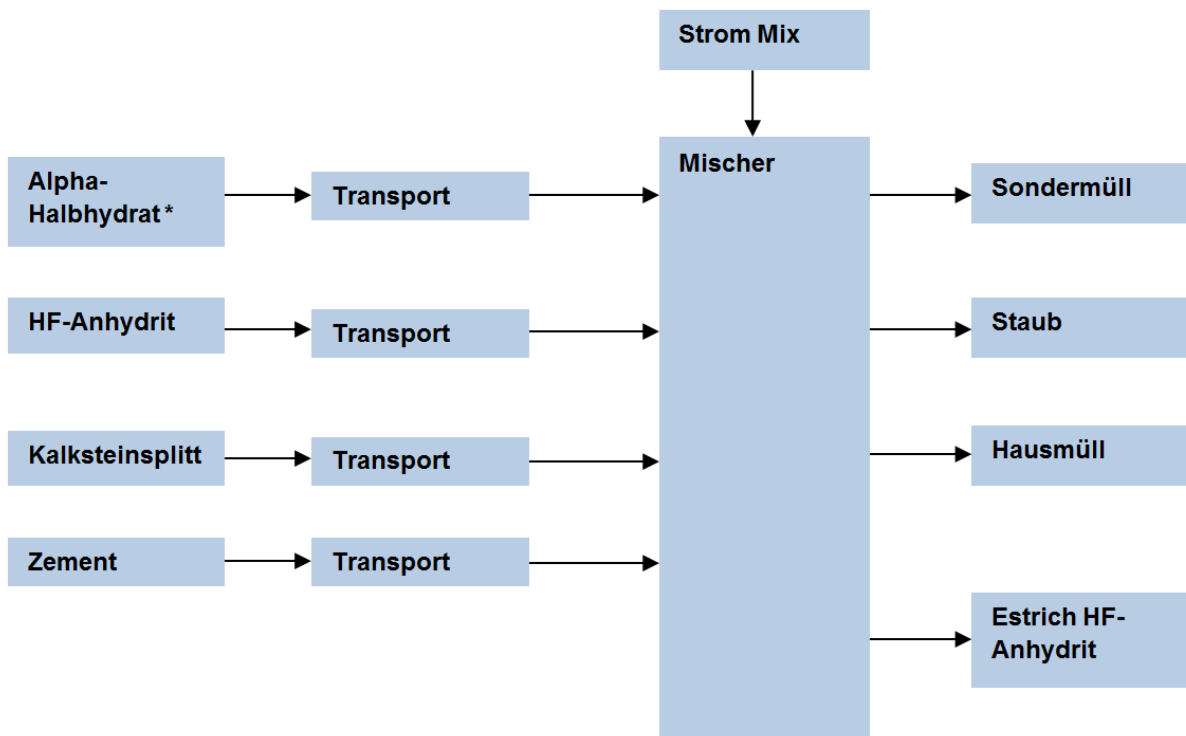 Strom Mix
Mischer
Alpha-
Halbhydrat *
Transport
Sondermüll
HF-Anhydrit
Transport
Staub
Kalksteinsplitt
Transport
Hausmüll
Zement
Transport
Estrich HF-
Anhydrit